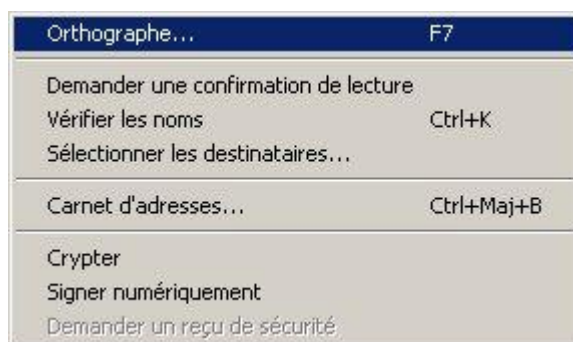 Orthographe... F7
Demander une confirmation de lecture
Vérifier les noms Ctrl+K
Sélectionner les destinataires...
Carnet d'adresses... Ctrl+Maj+B
Crypter
Signer numériquement
Demander un reçu de sécurité